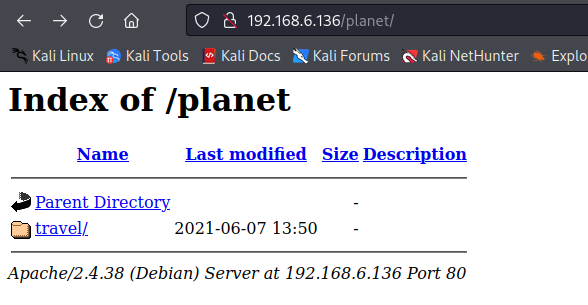 192.168.6.136/planet/
Kali Linux Kali Tools Kali Docs Kali Forums Kali NetHunter Explo
Index of /planet
Name Last modified Size Description
Parent Directory -
travel/ 2021-06-07 13:50 -
Apache/2.4.38 (Debian) Server at 192.168.6.136 Port 80